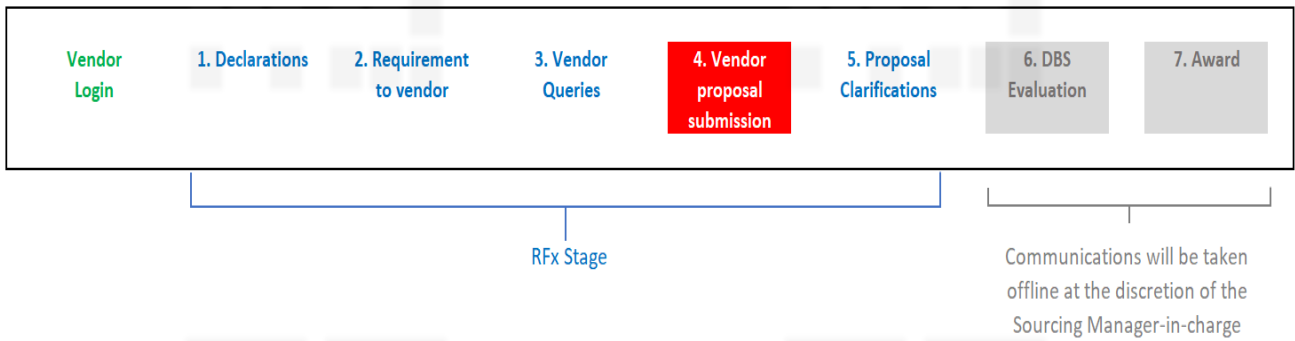 Vendor
Login
1. Declarations
2. Requirement
to vendor
3. Vendor
Queries
4. Vendor
proposal
submission
5. Proposal
Clarifications
6. DBS
Evaluation
7. Award
RFx Stage
Communications will be taken
offline at the discretion of the
Sourcing Manager-in-charge